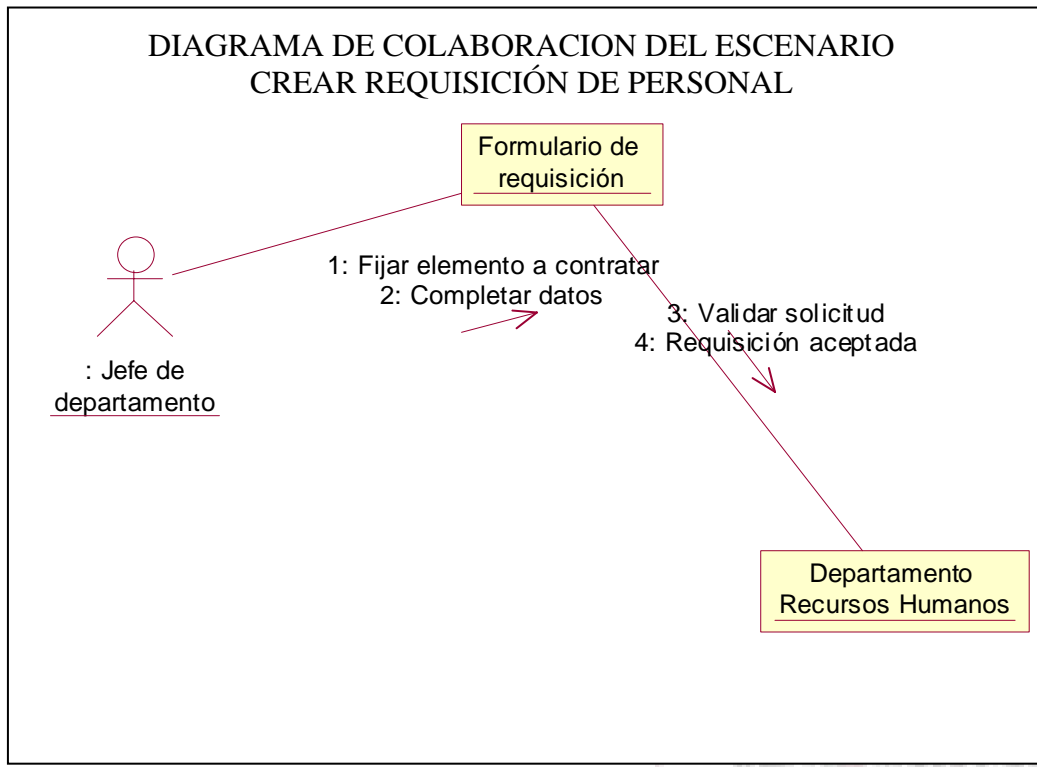 DIAGRAMA DE COLABORACION DEL ESCENARIO
CREAR REQUISICIÓN DE PERSONAL
Formulario de
requisición
1: Fijar elemento a contratar
2: Completar datos
3: Validar solicitud
4: Requisición aceptada
: Jefe de
departamento
Departamento
Recursos Humanos